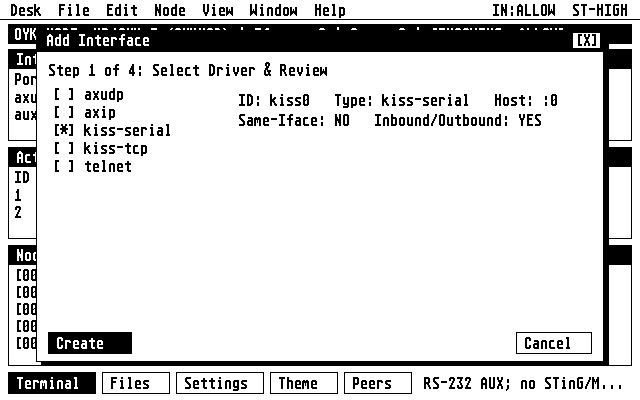 Desk File Edit Node View Window Help IN:ALLOW ST-HIGH
Add Interface [X]
Step 1 of 4: Select Driver & Review
[ ] axudp
[ ] axip
[*] kiss-serial
[ ] kiss-tcp
[ ] telnet
ID: kiss0 Type: kiss-serial Host: :0
Same-Iface: NO Inbound/Outbound: YES
ID
1
2
Create Cancel
Terminal Files Settings Theme Peers RS-232 AUX; no STinG/M...